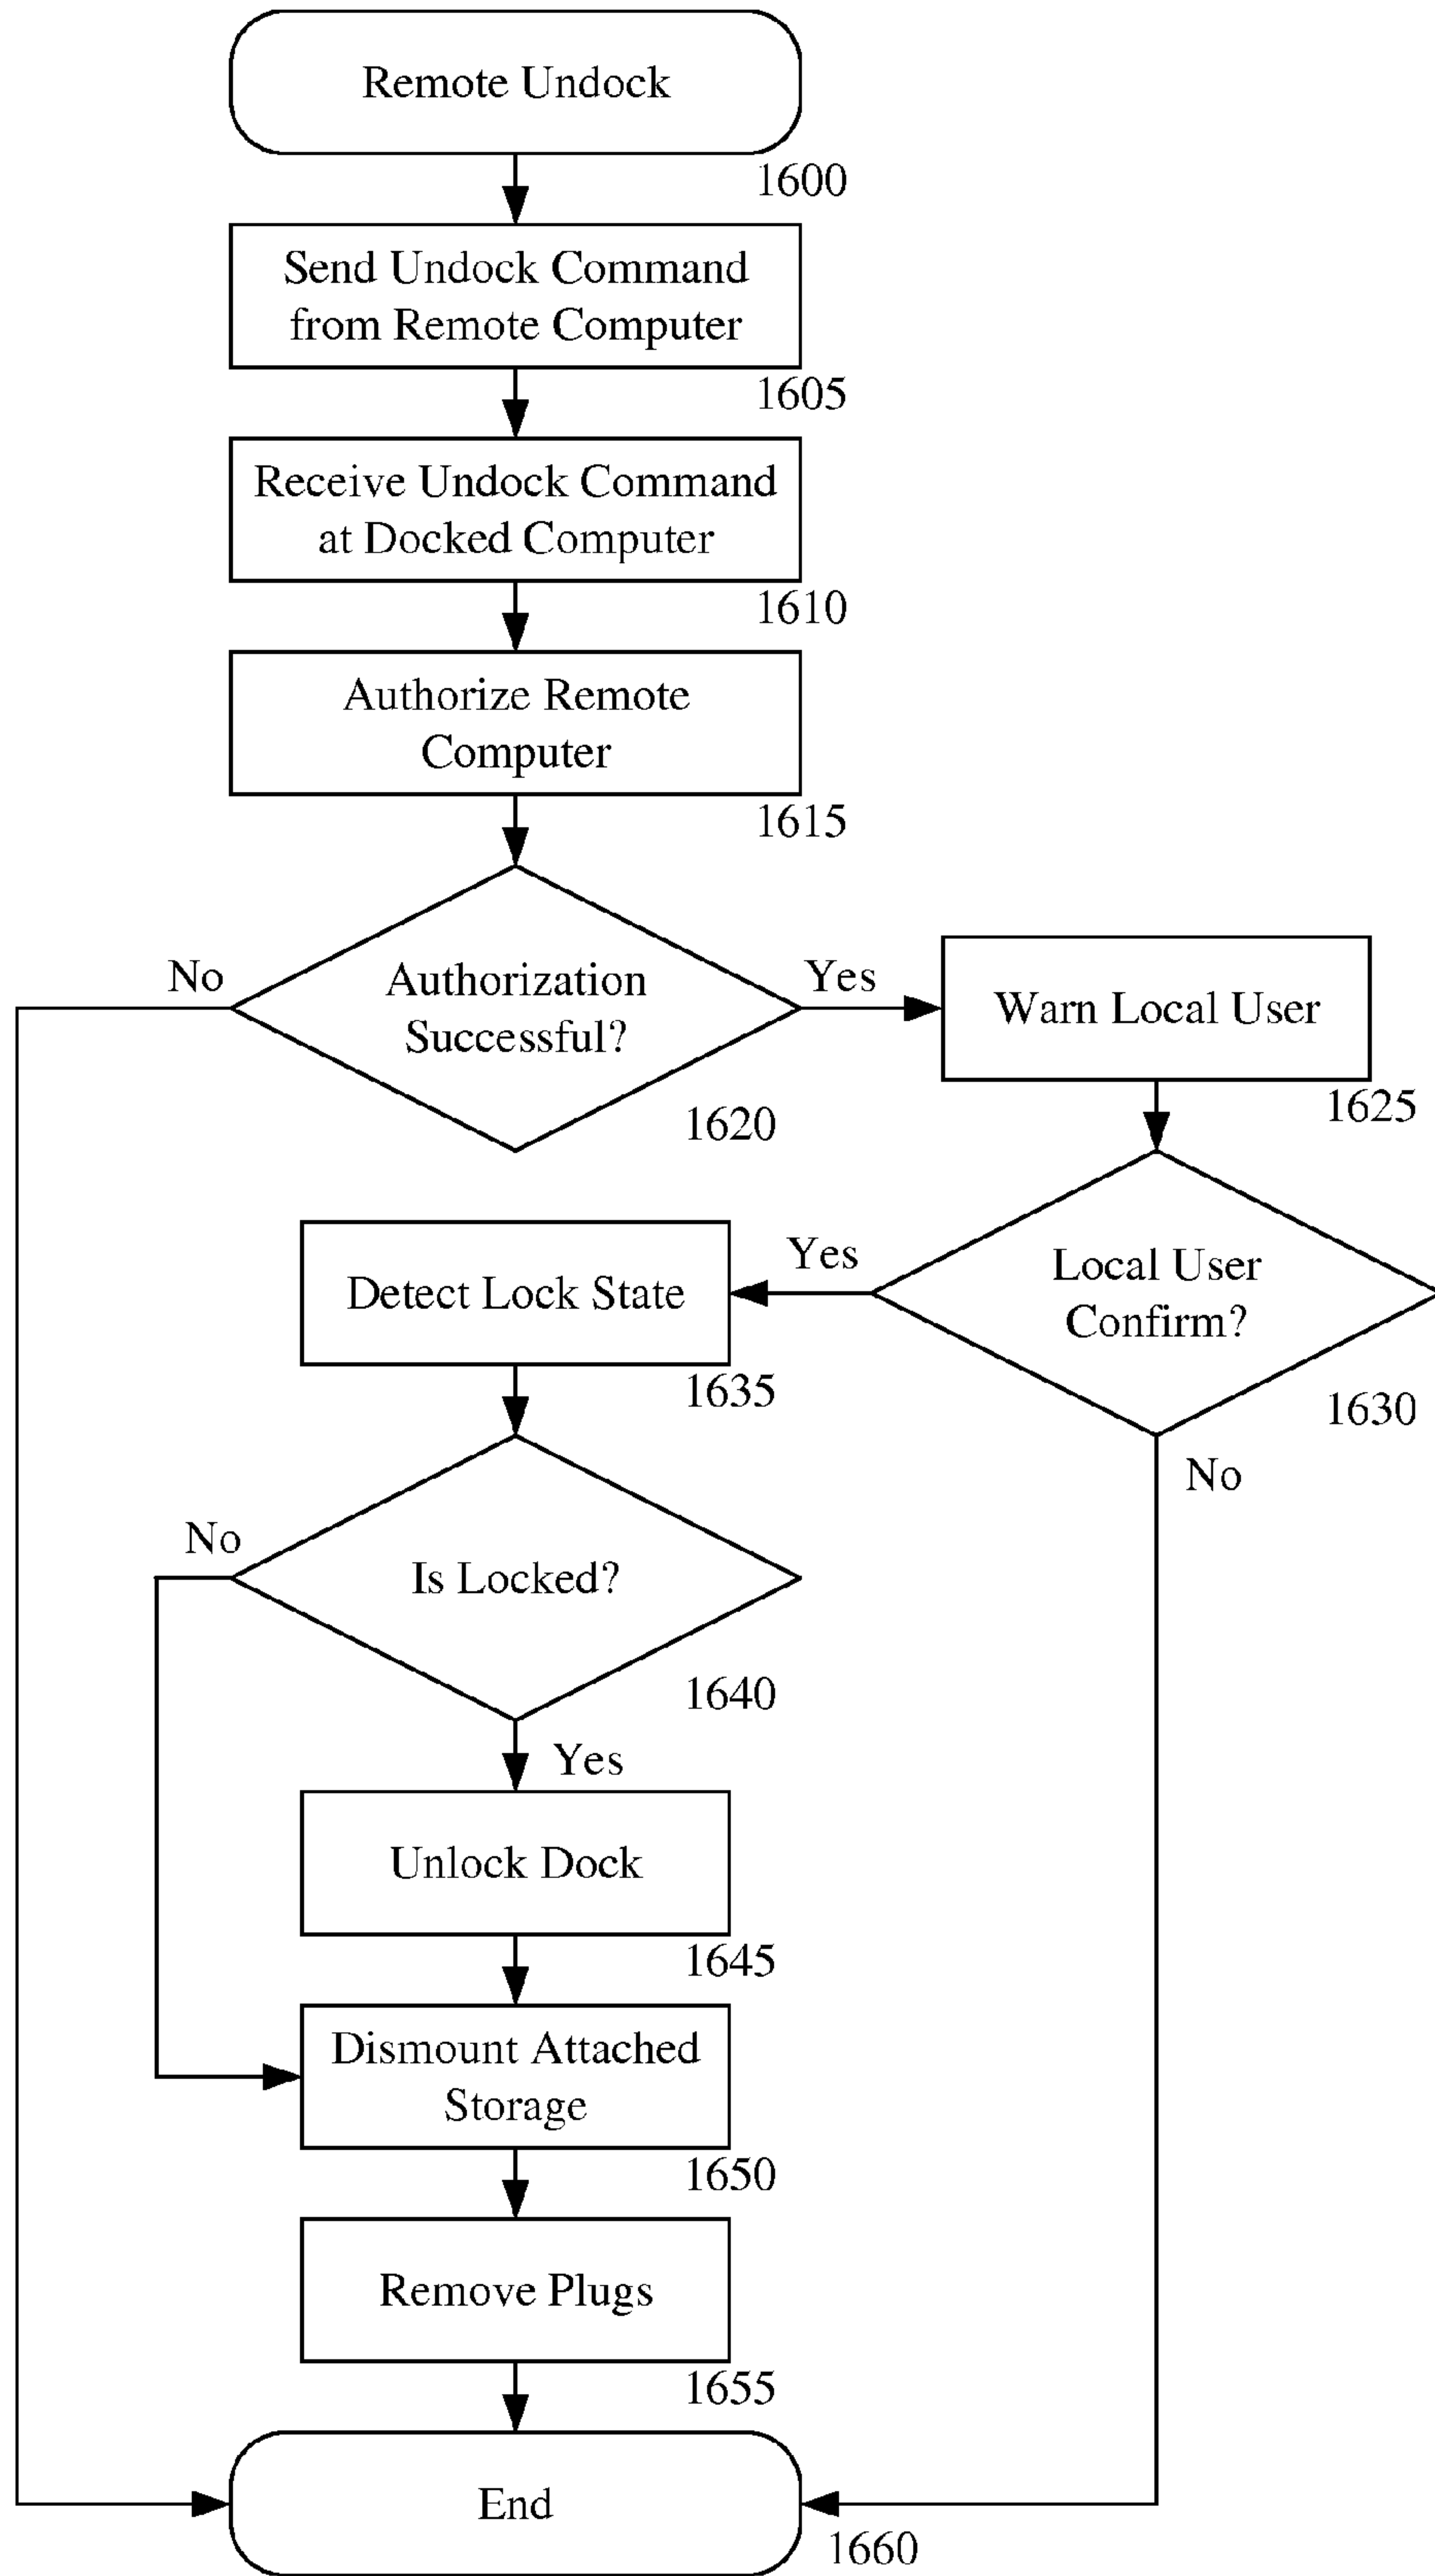 Remote Undock
1600
Send Undock Command
from Remote Computer
1605
Receive Undock Command
at Docked Computer
1610
Authorize Remote
Computer
1615
Authorization
Successful?
No
Yes
1620
Warn Local User
1625
Local User
Confirm?
Yes
No
1630
Detect Lock State
1635
Is Locked?
No
Yes
1640
Unlock Dock
1645
Dismount Attached
Storage
1650
Remove Plugs
1655
End
1660